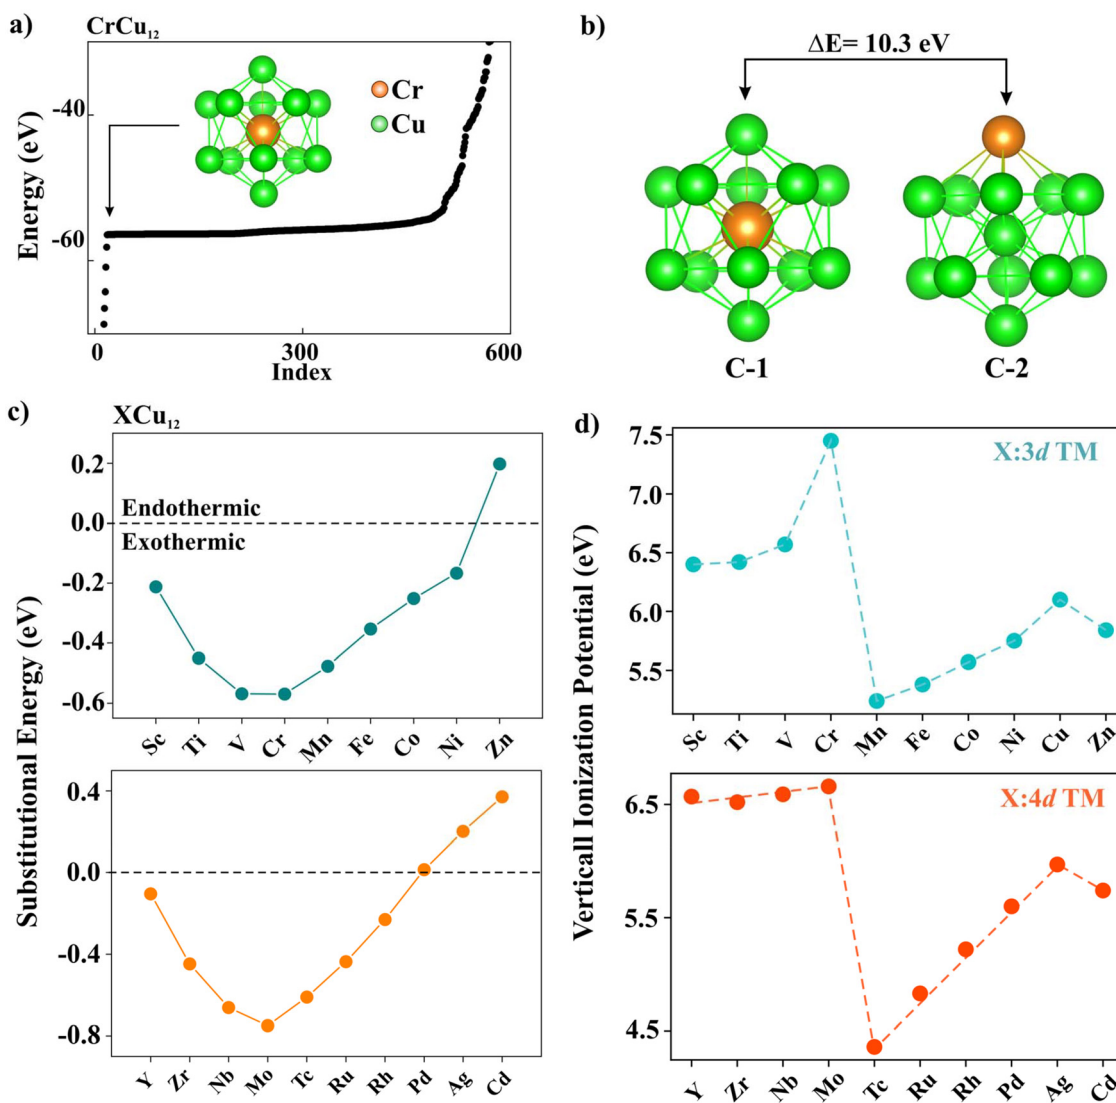 a)
CrCu₁₂
Energy (eV)
-40
-60
Cr
Cu
0
300
600
Index
b)
ΔE= 10.3 eV
C-1
C-2
c)
XCu₁₂
Substitutional Energy (eV)
0.2
0.0
-0.2
-0.4
-0.6
Endothermic
Exothermic
Sc Ti V Cr Mn Fe Co Ni Zn
0.4
0.0
-0.4
-0.8
Y Zr Nb Mo Tc Ru Rh Pd Ag Cd
d)
Verticall Ionization Potential (eV)
7.5
7.0
6.5
6.0
5.5
X:3d TM
Sc Ti V Cr Mn Fe Co Ni Cu Zn
6.5
5.5
4.5
X:4d TM
Y Zr Nb Mo Tc Ru Rh Pd Ag Cd